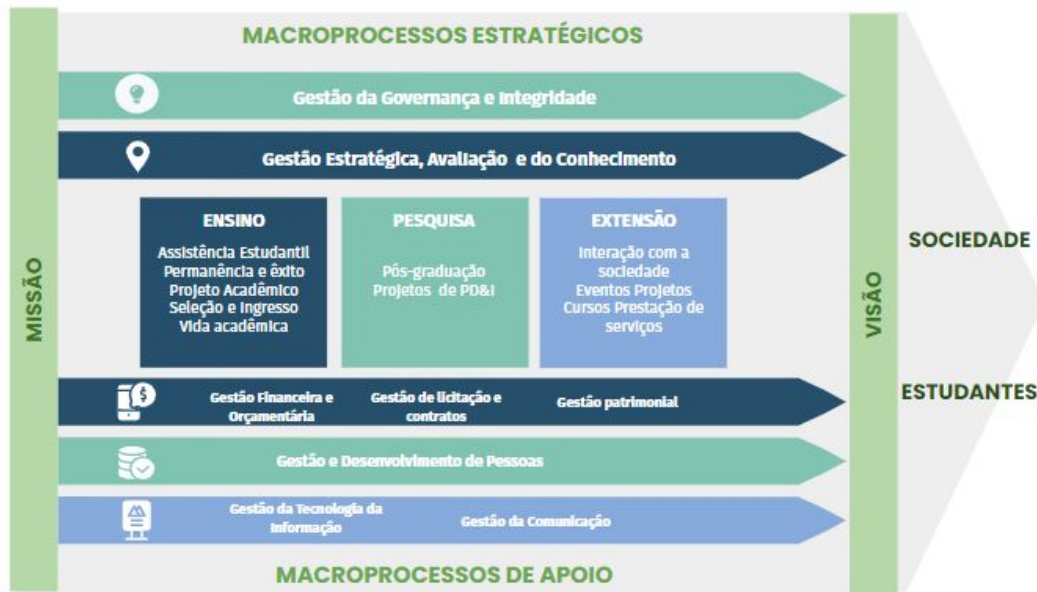 MACROPROCESSOS ESTRATÉGICOS
Gestão da Governança e Integridade
Gestão Estratégica, Avaliação e do Conhecimento
MISSÃO
ENSINO
Assistência Estudantil
Permanência e êxito
Projeto Acadêmico
Seleção e Ingresso
Vida acadêmica
PESQUISA
Pós-graduação
Projetos de PD&I
EXTENSÃO
Interação com a
sociedade
Eventos Projetos
Cursos Prestação de
serviços
VISÃO
SOCIEDADE
ESTUDANTES
Gestão Financeira e
Orçamentária
Gestão de licitação e
contratos
Gestão patrimonial
Gestão e Desenvolvimento de Pessoas
Gestão da Tecnologia da
Informação
Gestão da Comunicação
MACROPROCESSOS DE APOIO